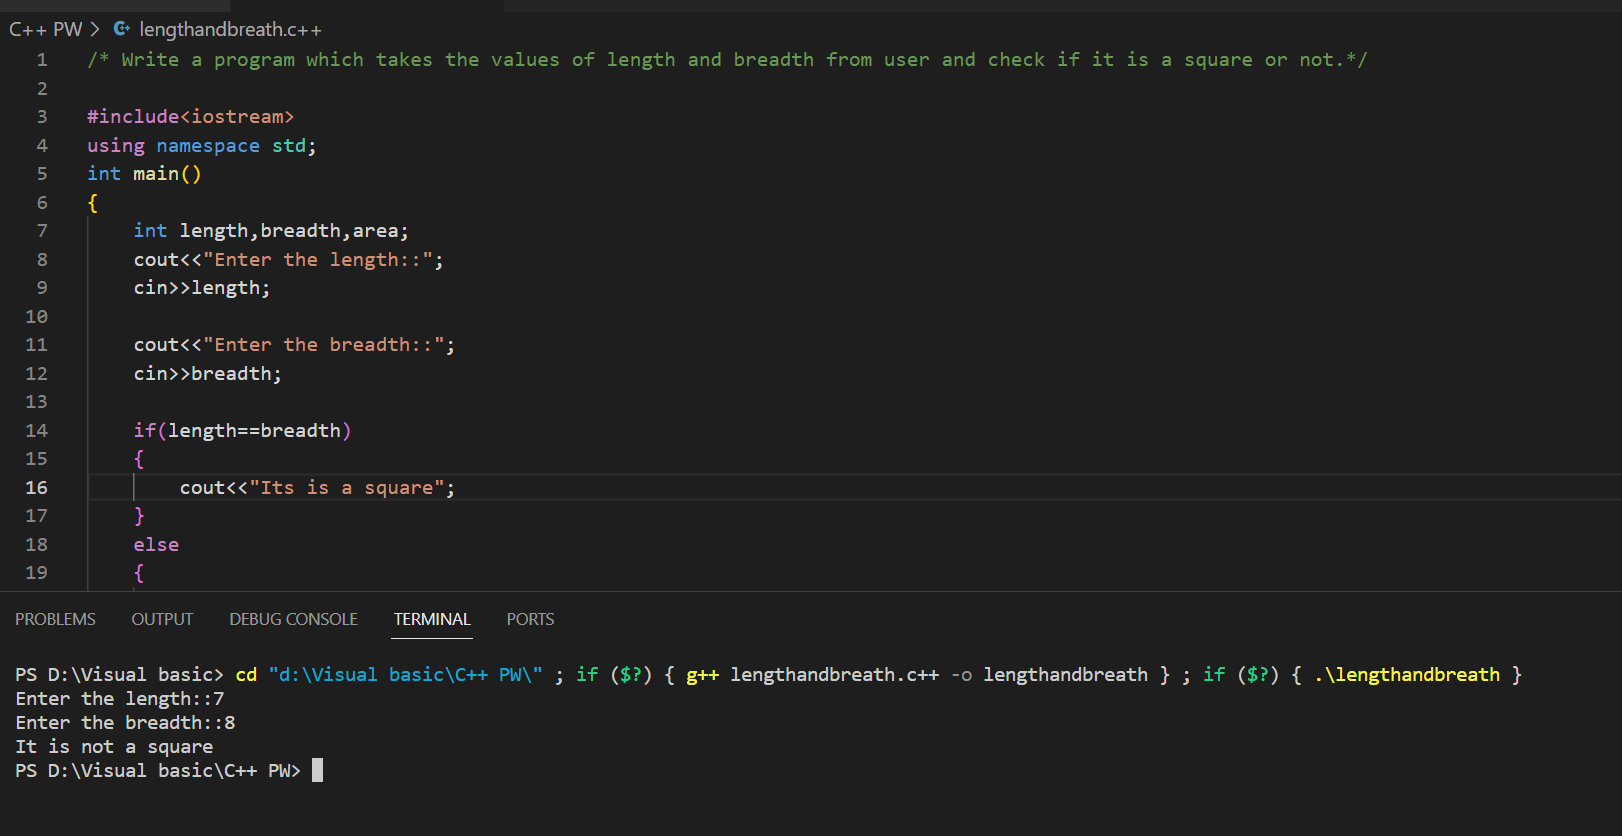 C++ PW > lengthandbreath.c++
1 /* Write a program which takes the values of length and breadth from user and check if it is a square or not.*/
2
3 #include<iostream>
4 using namespace std;
5 int main()
6 {
7     int length,breadth,area;
8     cout<<"Enter the length::";
9     cin>>length;
10
11     cout<<"Enter the breadth::";
12     cin>>breadth;
13
14     if(length==breadth)
15     {
16         cout<<"Its is a square";
17     }
18     else
19     {
PROBLEMS OUTPUT DEBUG CONSOLE TERMINAL PORTS
PS D:\Visual basic> cd "d:\Visual basic\C++ PW\" ; if ($?) { g++ lengthandbreath.c++ -o lengthandbreath } ; if ($?) { .\lengthandbreath }
Enter the length::7
Enter the breadth::8
It is not a square
PS D:\Visual basic\C++ PW>